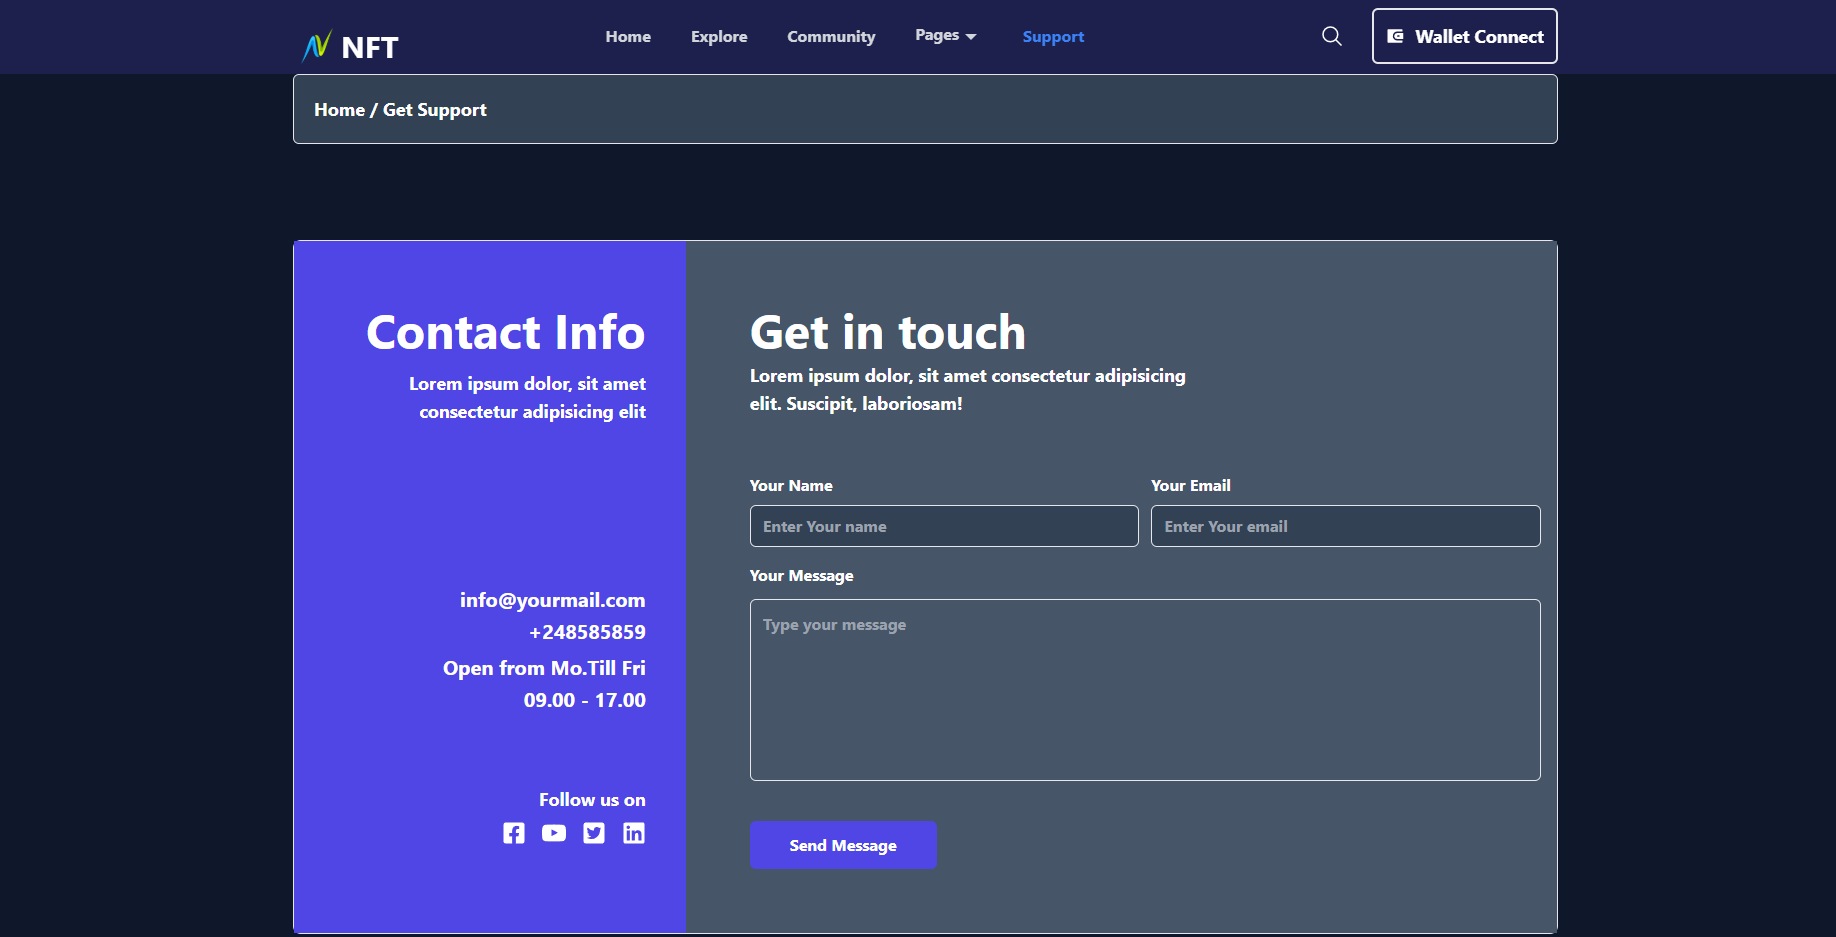 NFT
Home
Explore
Community
Pages
Support
Wallet Connect
Home / Get Support
Contact Info
Lorem ipsum dolor, sit amet
consectetur adipisicing elit
info@yourmail.com
+248585859
Open from Mo.Till Fri
09.00 - 17.00
Follow us on
Get in touch
Lorem ipsum dolor, sit amet consectetur adipisicing
elit. Suscipit, laboriosam!
Your Name
Enter Your name
Your Email
Enter Your email
Your Message
Type your message
Send Message